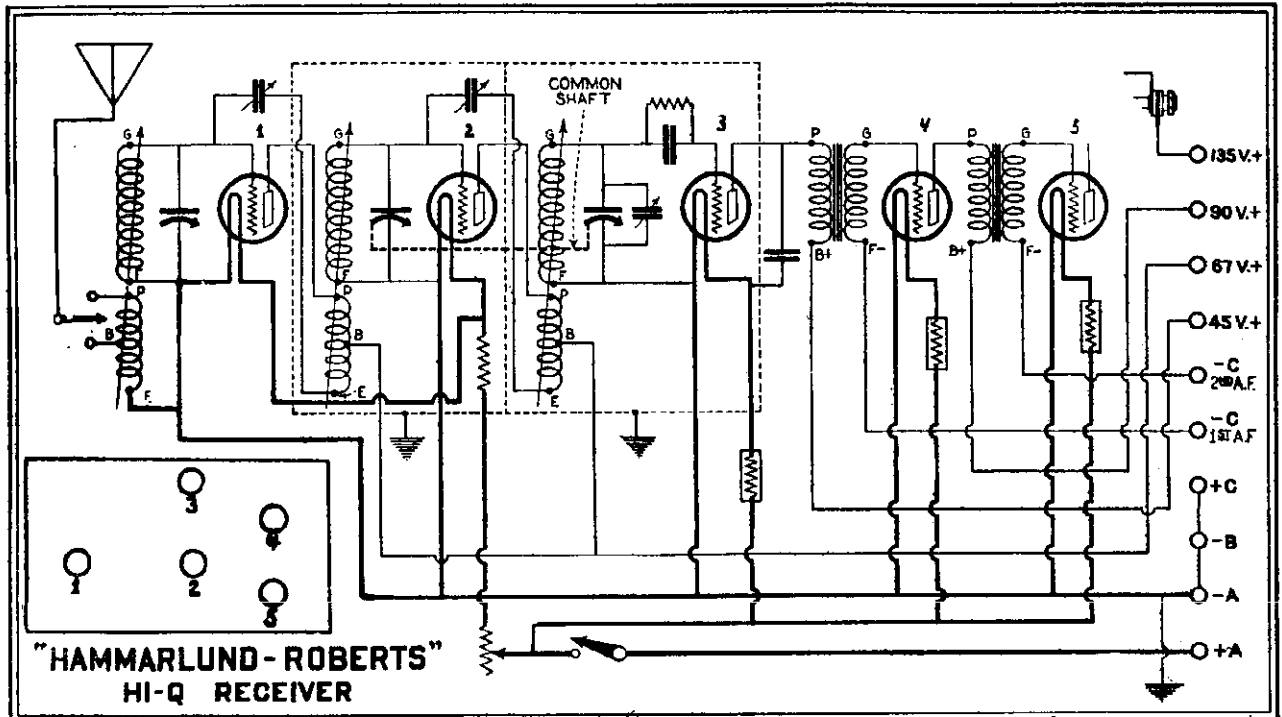 COMMON
SHAFT
G
1
G
2
G
3
P
G
4
P
G
5
135 V.+
90 V.+
67 V.+
45 V.+
-C
2ND A.F.
-C
1ST A.F
+C
-B
-A
+A
F
P
B
E
F
P
B
E
F
P
B
E
B+
F-
B+
F-
1
2
3
4
5
"HAMMARLUND-ROBERTS"
HI-Q RECEIVER